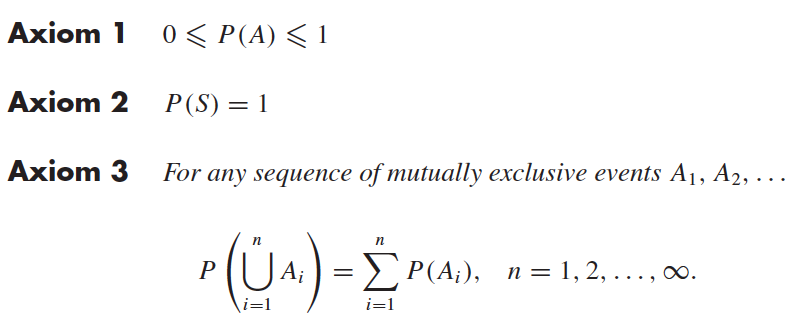 Axiom 1 0 ⩽ P(A) ⩽ 1
Axiom 2 P(S) = 1
Axiom 3 For any sequence of mutually exclusive events A₁, A₂, ...
P(⋃ᵢ₌₁ⁿ Aᵢ) = ∑ᵢ₌₁ⁿ P(Aᵢ), n = 1, 2, ..., ∞.